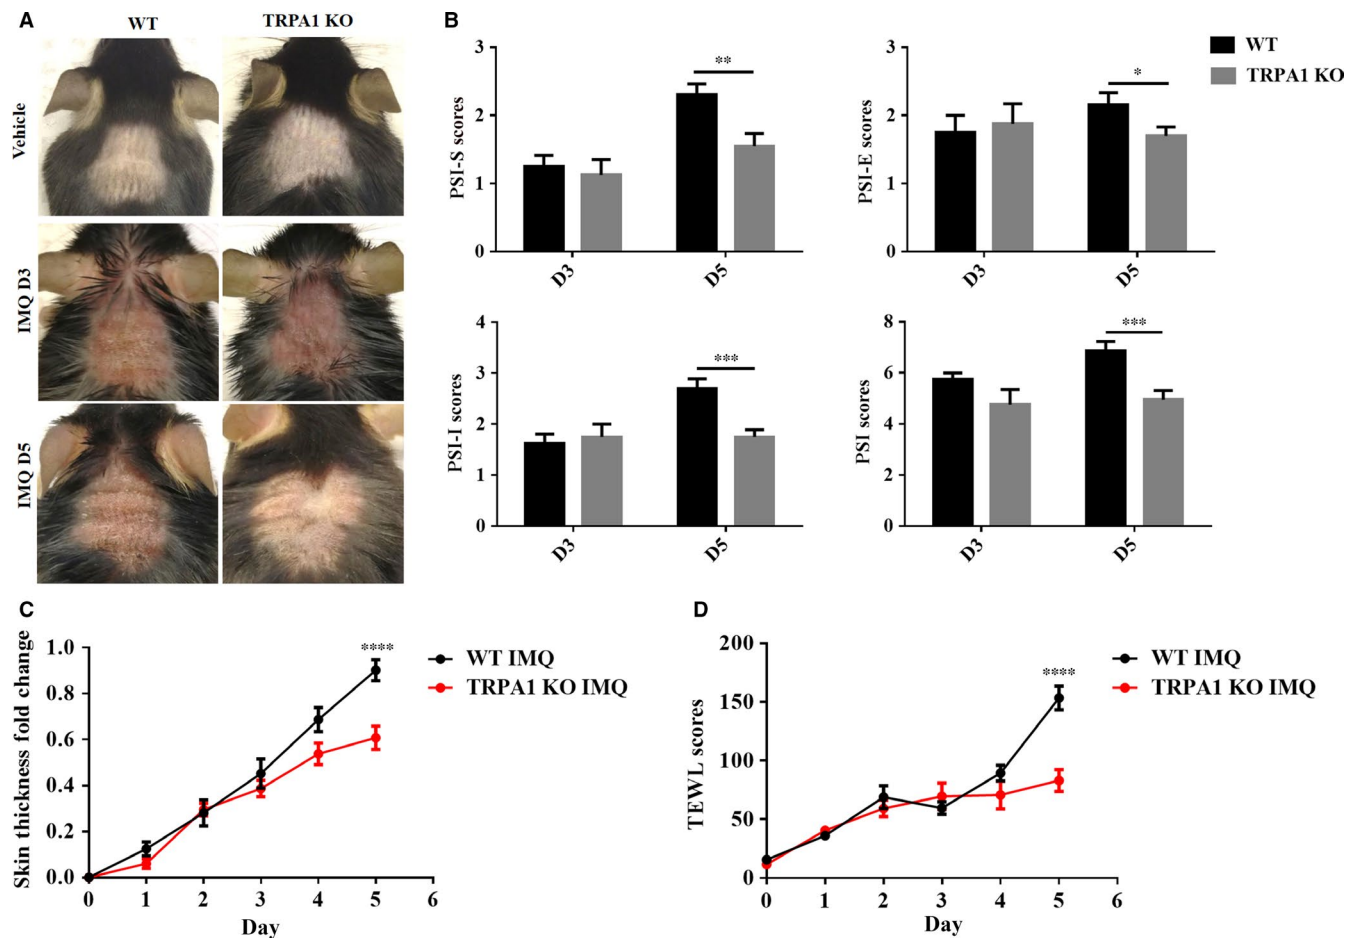 A
WT
TRPA1 KO
Vehicle
IMQ D3
IMQ D5
B
PSI-S scores
3
2
1
0
**
D3
D5
PSI-E scores
3
2
1
0
*
D3
D5
WT
TRPA1 KO
PSI-I scores
4
3
2
1
0
***
D3
D5
PSI scores
8
6
4
2
0
***
D3
D5
C
Skin thickness fold change
1.0
0.8
0.6
0.4
0.2
0.0
****
0 1 2 3 4 5 6
Day
WT IMQ
TRPA1 KO IMQ
D
TEWL scores
200
150
100
50
0
****
0 1 2 3 4 5 6
Day
WT IMQ
TRPA1 KO IMQ